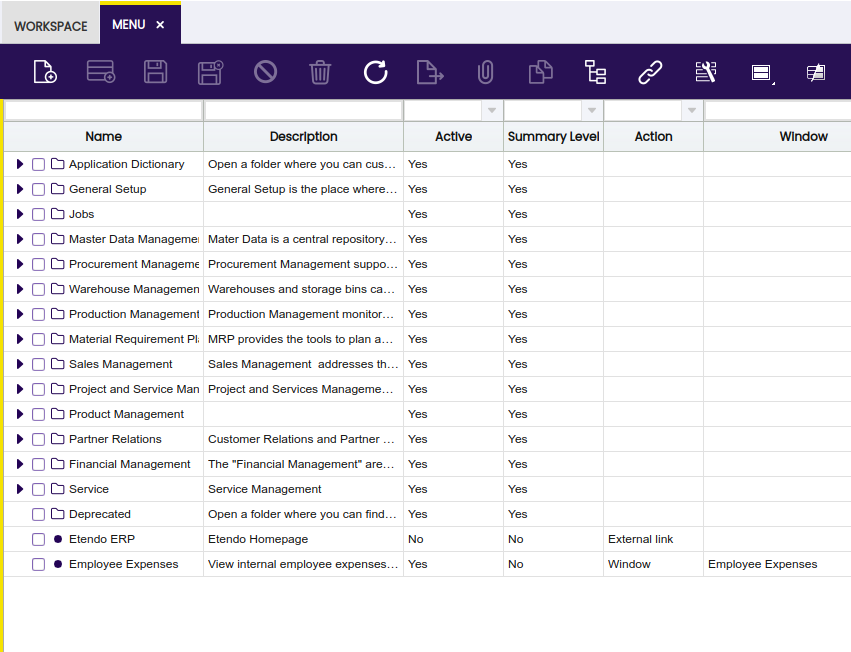 WORKSPACE MENU ×
Name Description Active Summary Level Action Window
Application Dictionary Open a folder where you can cus... Yes Yes
General Setup General Setup is the place where... Yes Yes
Jobs Yes Yes
Master Data Manageme Mater Data is a central repository... Yes Yes
Procurement Manageme Procurement Management suppo... Yes Yes
Warehouse Managemen Warehouses and storage bins ca... Yes Yes
Production Management Production Management monitor... Yes Yes
Material Requirement Pl MRP provides the tools to plan a... Yes Yes
Sales Management Sales Management  addresses th... Yes Yes
Project and Service Man Project and Services Manageme... Yes Yes
Product Management Yes Yes
Partner Relations Customer Relations and Partner ... Yes Yes
Financial Management The "Financial Management" are... Yes Yes
Service Service Management Yes Yes
Deprecated Open a folder where you can find... Yes Yes
Etendo ERP Etendo Homepage No No External link
Employee Expenses View internal employee expenses... Yes No Window Employee Expenses